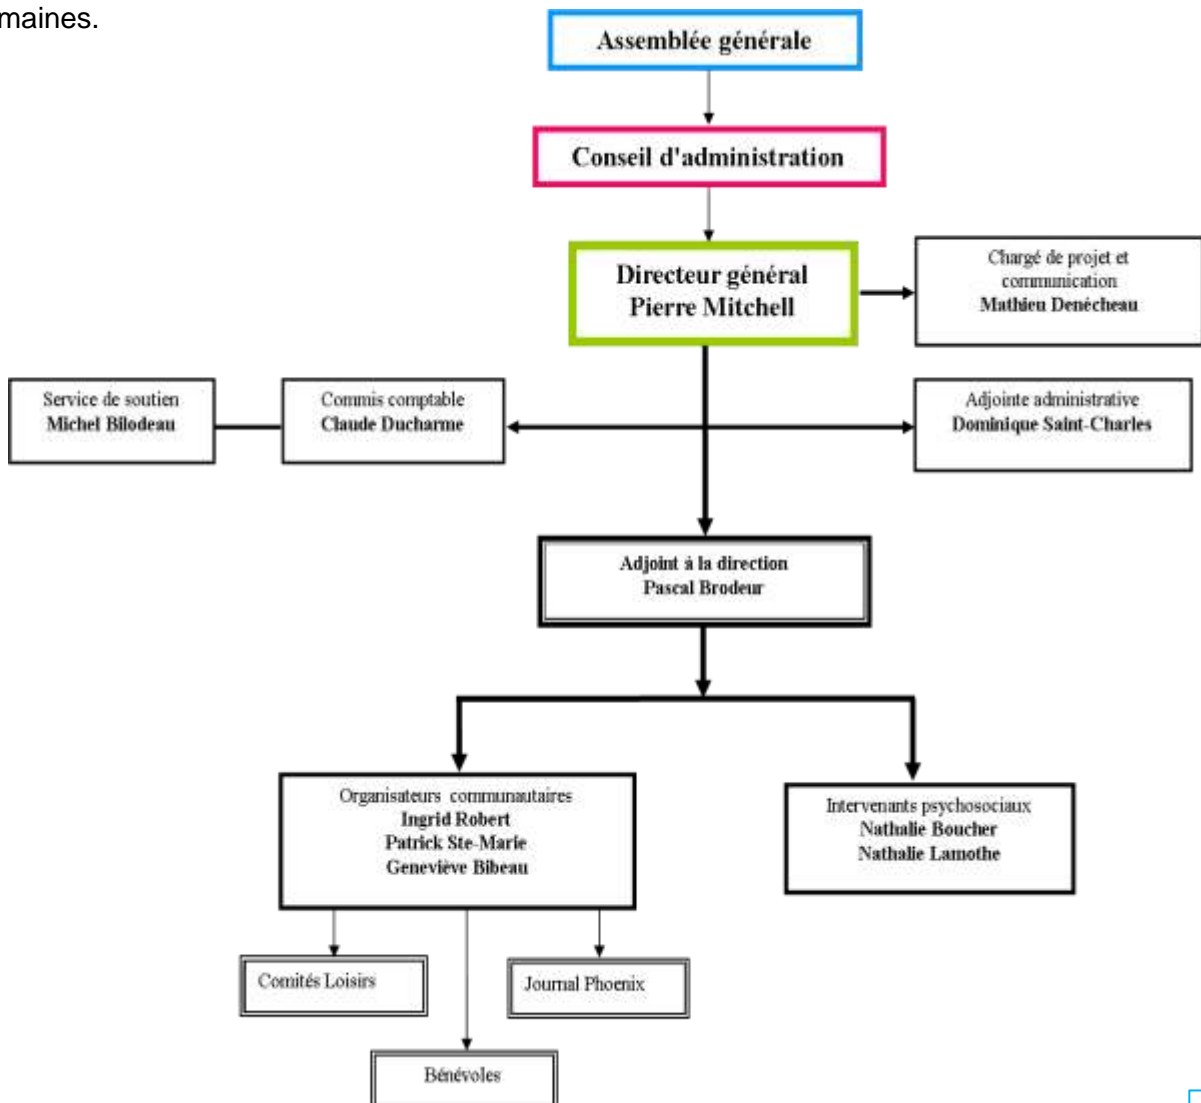 maines.
Assemblée générale
Conseil d'administration
Directeur général
Pierre Mitchell
Chargé de projet et
communication
Mathieu Denécheau
Service de soutien
Michel Bilodeau
Commis comptable
Claude Ducharme
Adjointe administrative
Dominique Saint-Charles
Adjoint à la direction
Pascal Brodeur
Organisateurs communautaires
Ingrid Robert
Patrick Ste-Marie
Geneviève Bibeau
Intervenants psychosociaux
Nathalie Boucher
Nathalie Lamothe
Comités Loisirs
Journal Phoenix
Bénévoles